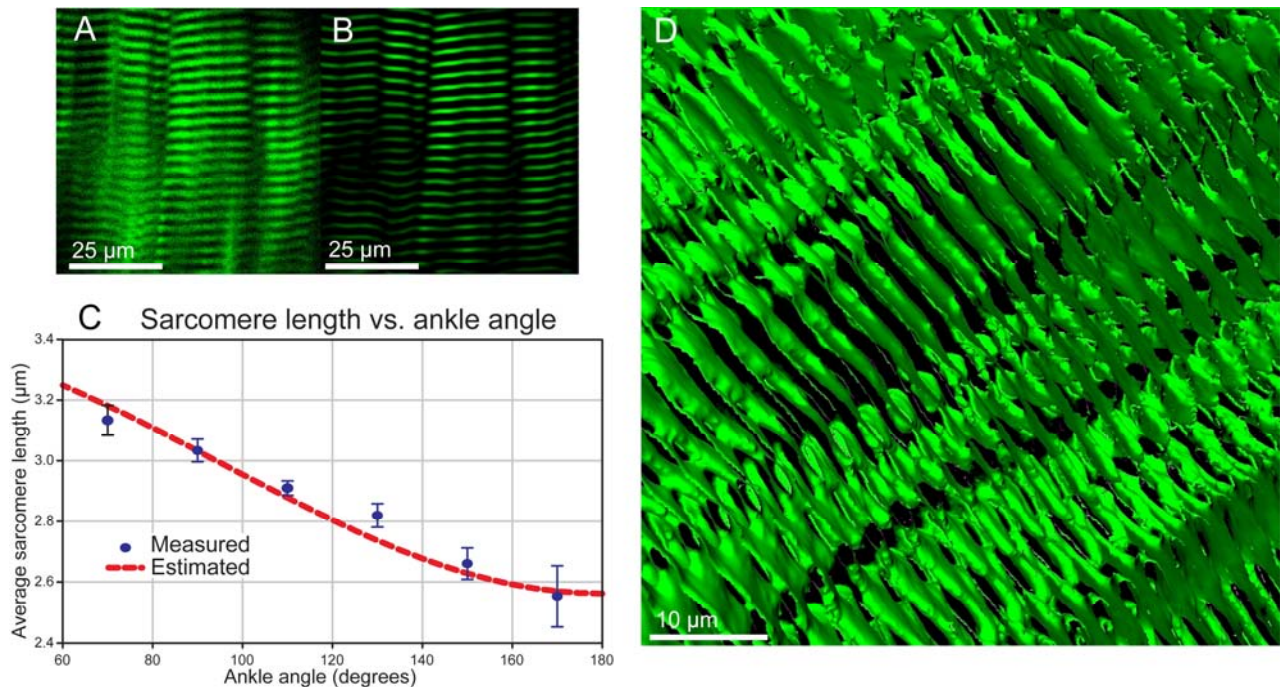 A
B
25 µm
25 µm
C
Sarcomere length vs. ankle angle
Average sarcomere length (µm)
3.4
3.2
3.0
2.8
2.6
2.4
Measured
Estimated
60
80
100
120
140
160
180
Ankle angle (degrees)
D
10 µm